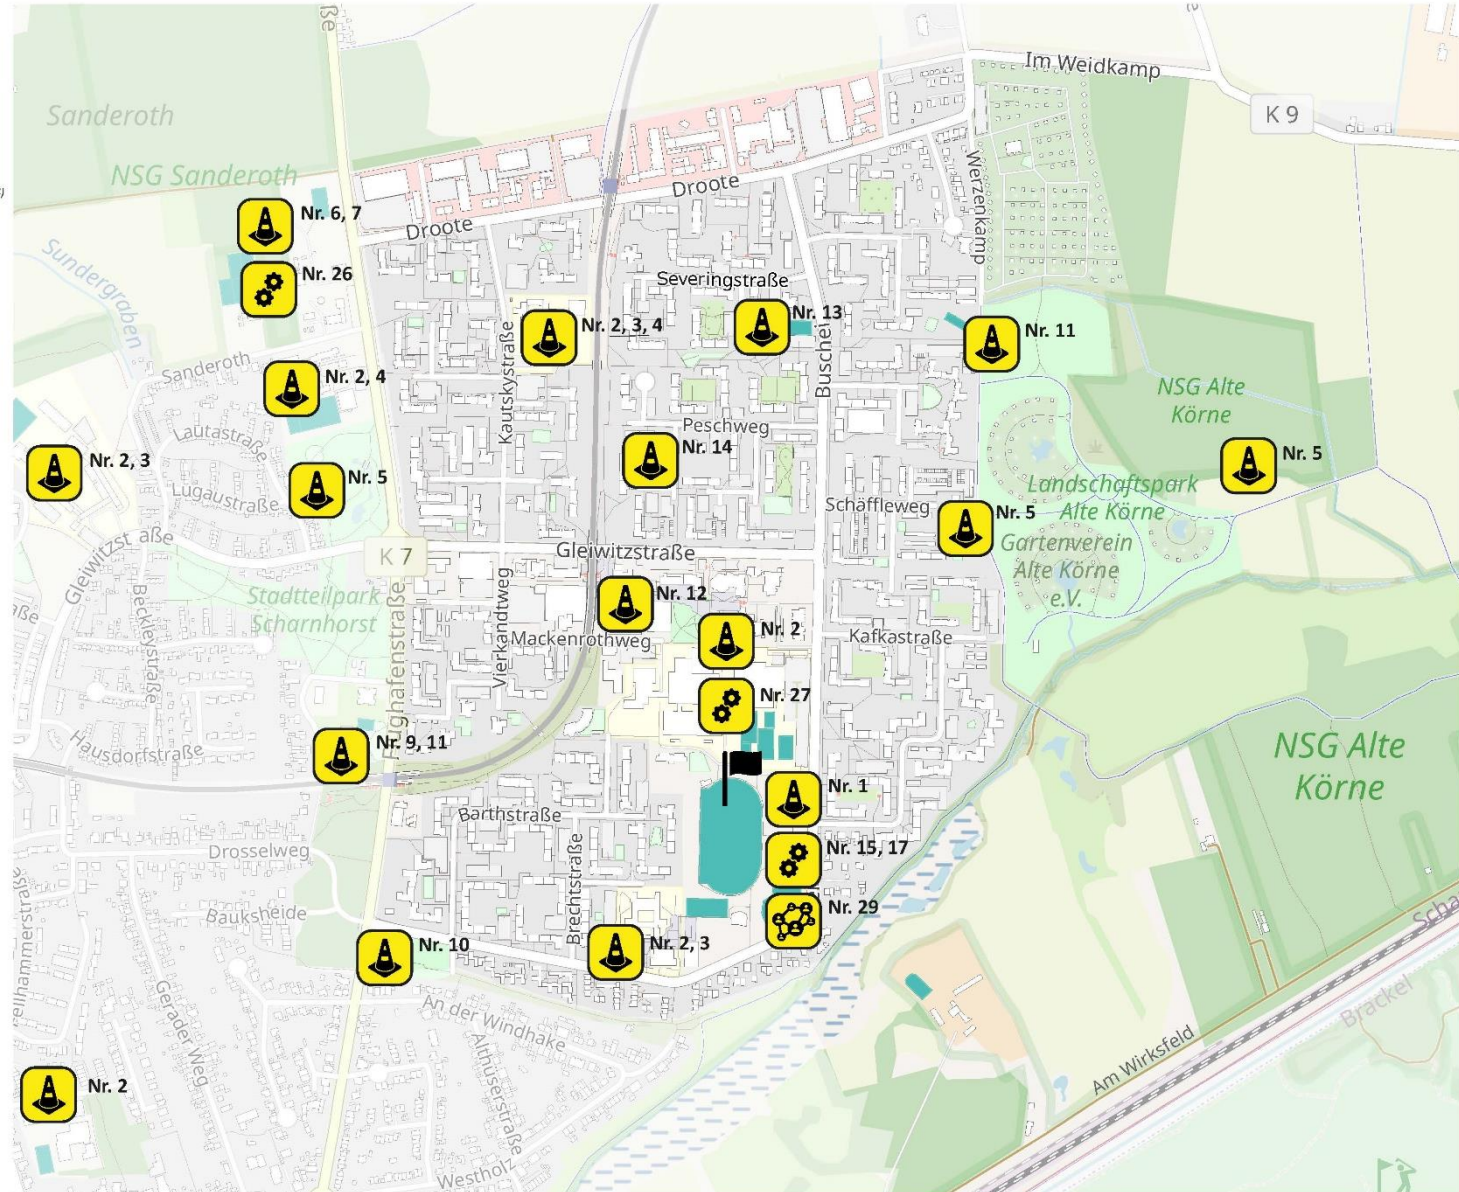 Im Weidkamp
K 9
Sanderoth
NSG Sanderoth
Droote
Droote
Werzenkamp
Nr. 6, 7
Nr. 26
Sundergraben
Severingstraße
Nr. 13
Nr. 2, 3, 4
Nr. 11
Kautskystraße
Buschei
Sanderoth
Nr. 2, 4
NSG Alte
Körne
Lautastraße
Peschweg
Nr. 14
Nr. 2, 3
Nr. 5
Nr. 5
Lugaustraße
Landschaftspark
Alte Körne
Schäffleweg
Nr. 5
Gleiwitzst aße
K 7
Gleiwitzstraße
Gartenverein
Alte Körne
e.V.
Stadtteilpark
Scharnhorst
Beckleystraße
Flughafenstraße
Vierkandtweg
Nr. 12
Mackenrothweg
Nr. 2
Kafkastraße
Nr. 27
Hausdorfstraße
Nr. 9, 11
NSG Alte
Körne
Nr. 1
Barthstraße
Drosselweg
Nr. 15, 17
Brechtstraße
Bauksheide
Nr. 29
Nr. 10
Nr. 2, 3
Gerader Weg
An der Windhake
Althüserstraße
Brackel
Am Wirksfeld
Nr. 2
Westholz